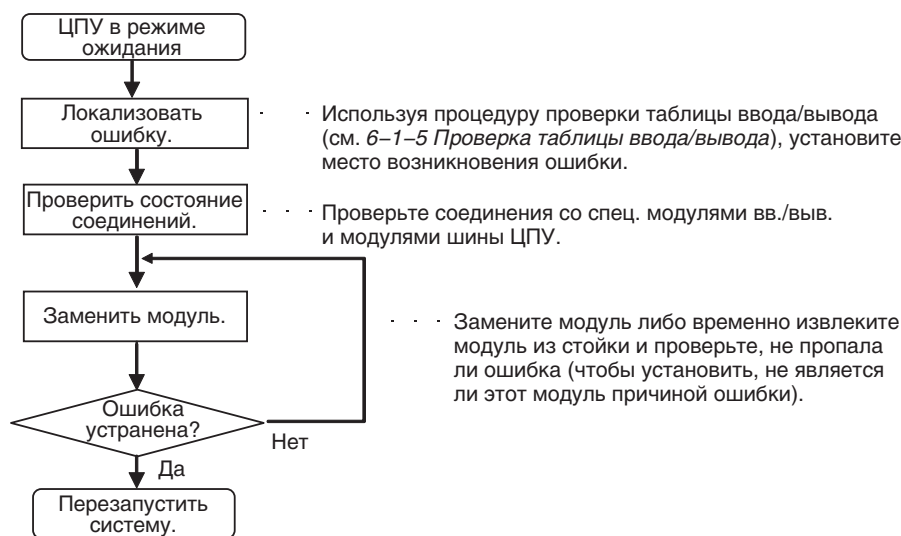 ЦПУ в режиме
ожидания
Локализовать
ошибку.
Используя процедуру проверки таблицы ввода/вывода
(см. 6–1–5 Проверка таблицы ввода/вывода), установите
место возникновения ошибки.
Проверить состояние
соединений.
Проверьте соединения со спец. модулями вв./выв.
и модулями шины ЦПУ.
Заменить модуль.
Замените модуль либо временно извлеките
модуль из стойки и проверьте, не пропала
ли ошибка (чтобы установить, не является
ли этот модуль причиной ошибки).
Ошибка
устранена?
Нет
Да
Перезапустить
систему.